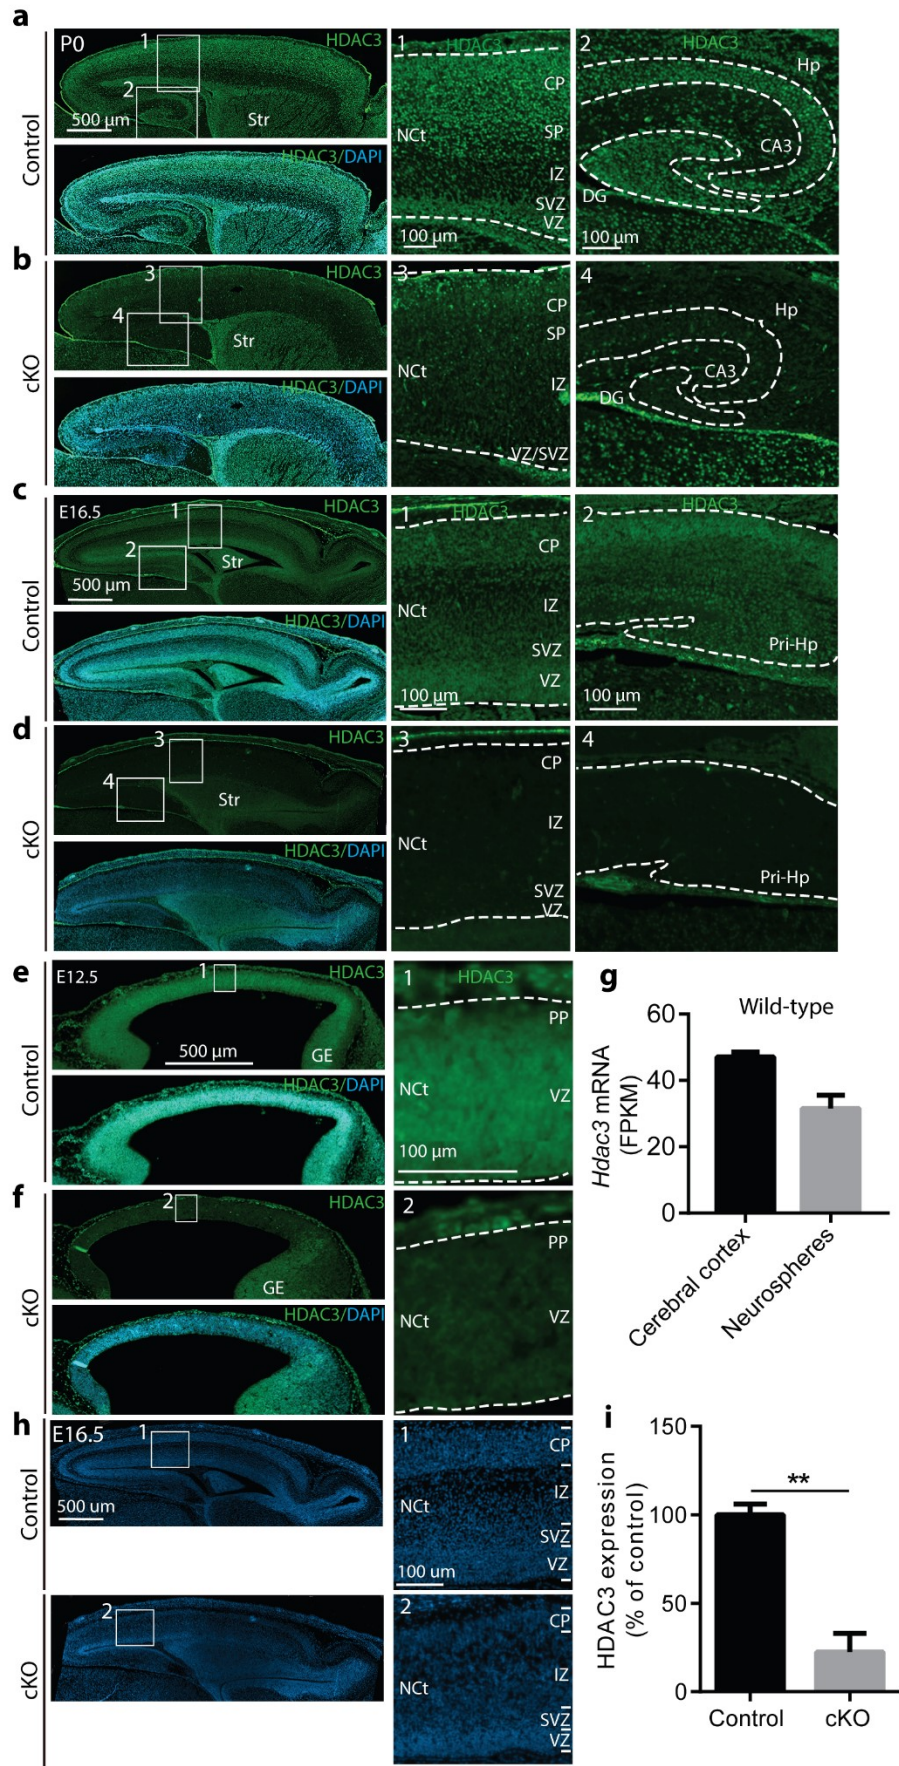 a
Control
P0
1
HDAC3
2
Str
500 µm
HDAC3/DAPI
1
HDAC3
CP
NCt
SP
IZ
SVZ
VZ
100 µm
2
HDAC3
Hp
CA3
DG
100 µm
b
cKO
3
HDAC3
4
Str
HDAC3/DAPI
3
CP
SP
NCt
IZ
VZ/SVZ
4
Hp
CA3
DG
c
Control
E16.5
1
HDAC3
2
Str
500 µm
HDAC3/DAPI
1
HDAC3
CP
NCt
IZ
SVZ
VZ
100 µm
2
HDAC3
Pri-Hp
100 µm
d
cKO
3
HDAC3
4
Str
HDAC3/DAPI
3
CP
IZ
NCt
SVZ
VZ
4
Pri-Hp
e
Control
E12.5
1
HDAC3
500 µm
GE
HDAC3/DAPI
1
HDAC3
PP
NCt
VZ
100 µm
f
cKO
2
HDAC3
GE
HDAC3/DAPI
2
PP
NCt
VZ
g
Wild-type
Hdac3 mRNA
(FPKM)
60
40
20
0
Cerebral cortex
Neurospheres
h
Control
E16.5
1
500 um
1
CP
IZ
NCt
SVZ
VZ
100 um
cKO
2
2
CP
IZ
NCt
SVZ
VZ
i
HDAC3 expression
(% of control)
150
100
50
0
**
Control
cKO